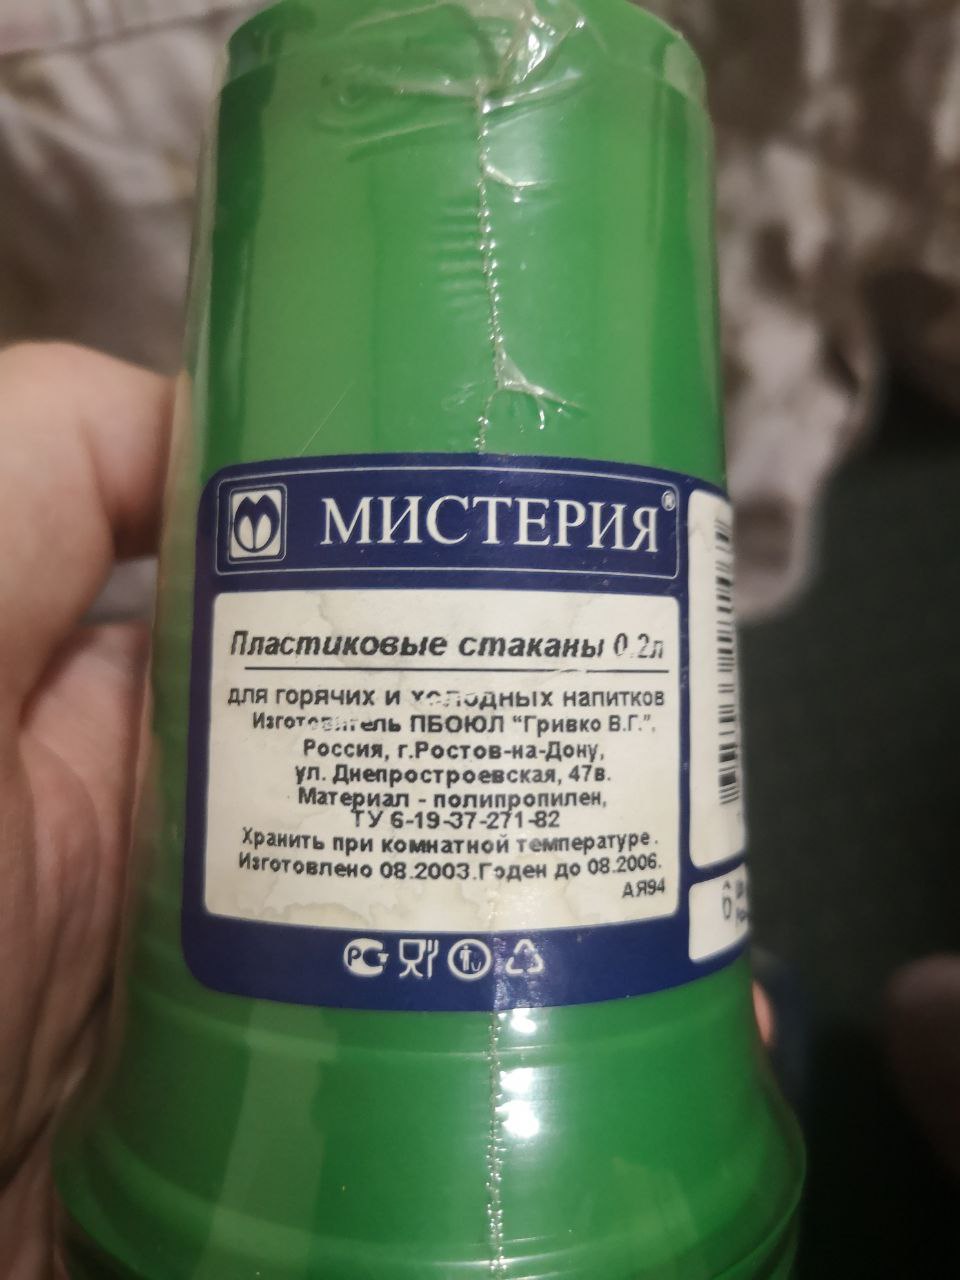 МИСТЕРИЯ®
Пластиковые стаканы 0.2л
для горячих и холодных напитков
Изготовитель ПБОЮЛ "Гривко В.Г.",
Россия, г.Ростов-на-Дону,
ул. Днепростроевская, 47в.
Материал - полипропилен,
ТУ 6-19-37-271-82
Хранить при комнатной температуре.
Изготовлено 08.2003.Годен до 08.2006.
АЯ94
РСТ